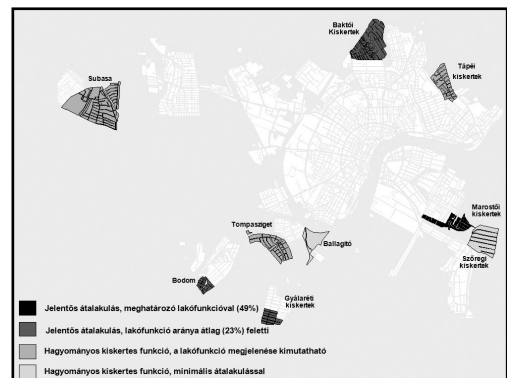 Baktói
Kiskertek
Tápéi
kiskertek
Subasa
Marostői
kiskertek
Tompasziget
Ballagitó
Szőregi
kiskertek
Bodom
Gyálaréti
kiskertek
Jelentős átalakulás, meghatározó lakófunkcióval (49%)
Jelentős átalakulás, lakófunkció aránya átlag (23%) feletti
Hagyományos kiskertes funkció, a lakófunkció megjelenése kimutatható
Hagyományos kiskertes funkció, minimális átalakulással